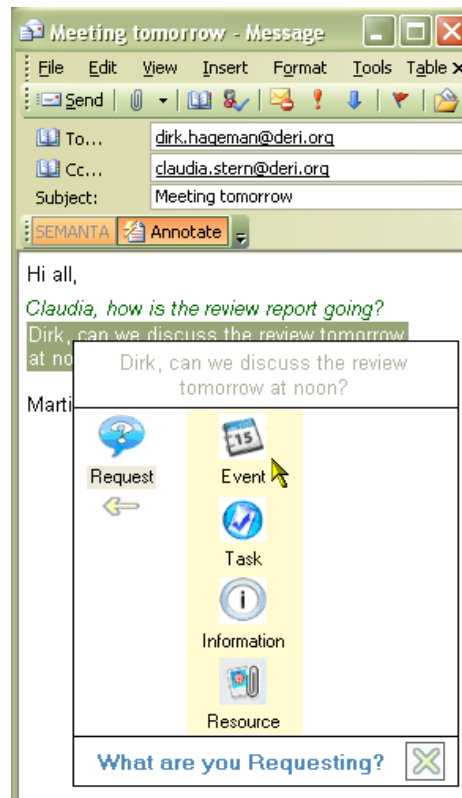 Meeting tomorrow - Message
File Edit View Insert Format Tools Table
Send
To... dirk.hageman@deri.org
Cc... claudia.stern@deri.org
Subject: Meeting tomorrow
SEMANTA Annotate
Hi all,
Claudia, how is the review report going?
Dirk, can we discuss the review tomorrow
at no
Dirk, can we discuss the review
tomorrow at noon?
Marti
Request
Event
Task
Information
Resource
What are you Requesting?